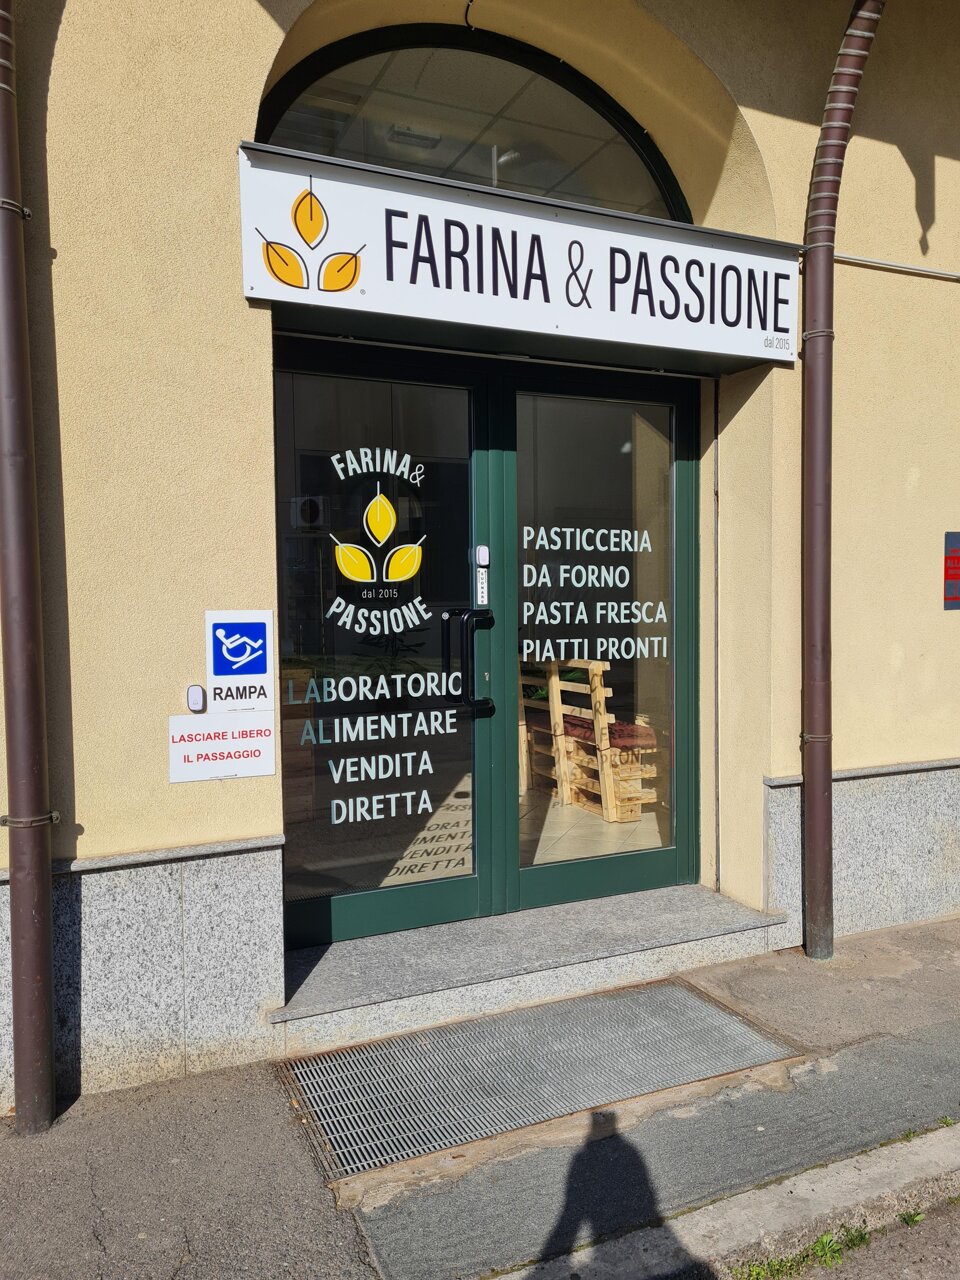 FARINA & PASSIONE
dal 2015
FARINA &
dal 2015
PASSIONE
LABORATORIO
ALIMENTARE
VENDITA
DIRETTA
SUONARE
PASTICCERIA
DA FORNO
PASTA FRESCA
PIATTI PRONTI
RAMPA
LASCIARE LIBERO
IL PASSAGGIO